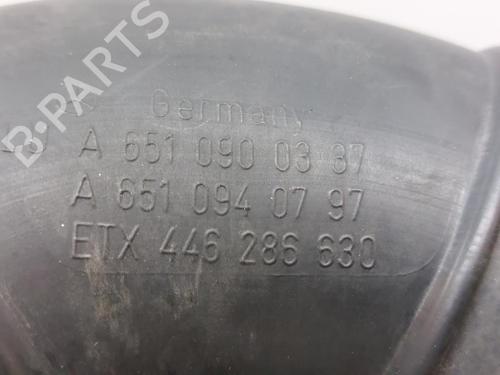 Germany
A 651 090 03 37
A 651 094 07 97
ETX 446 286 630
B-PARTS